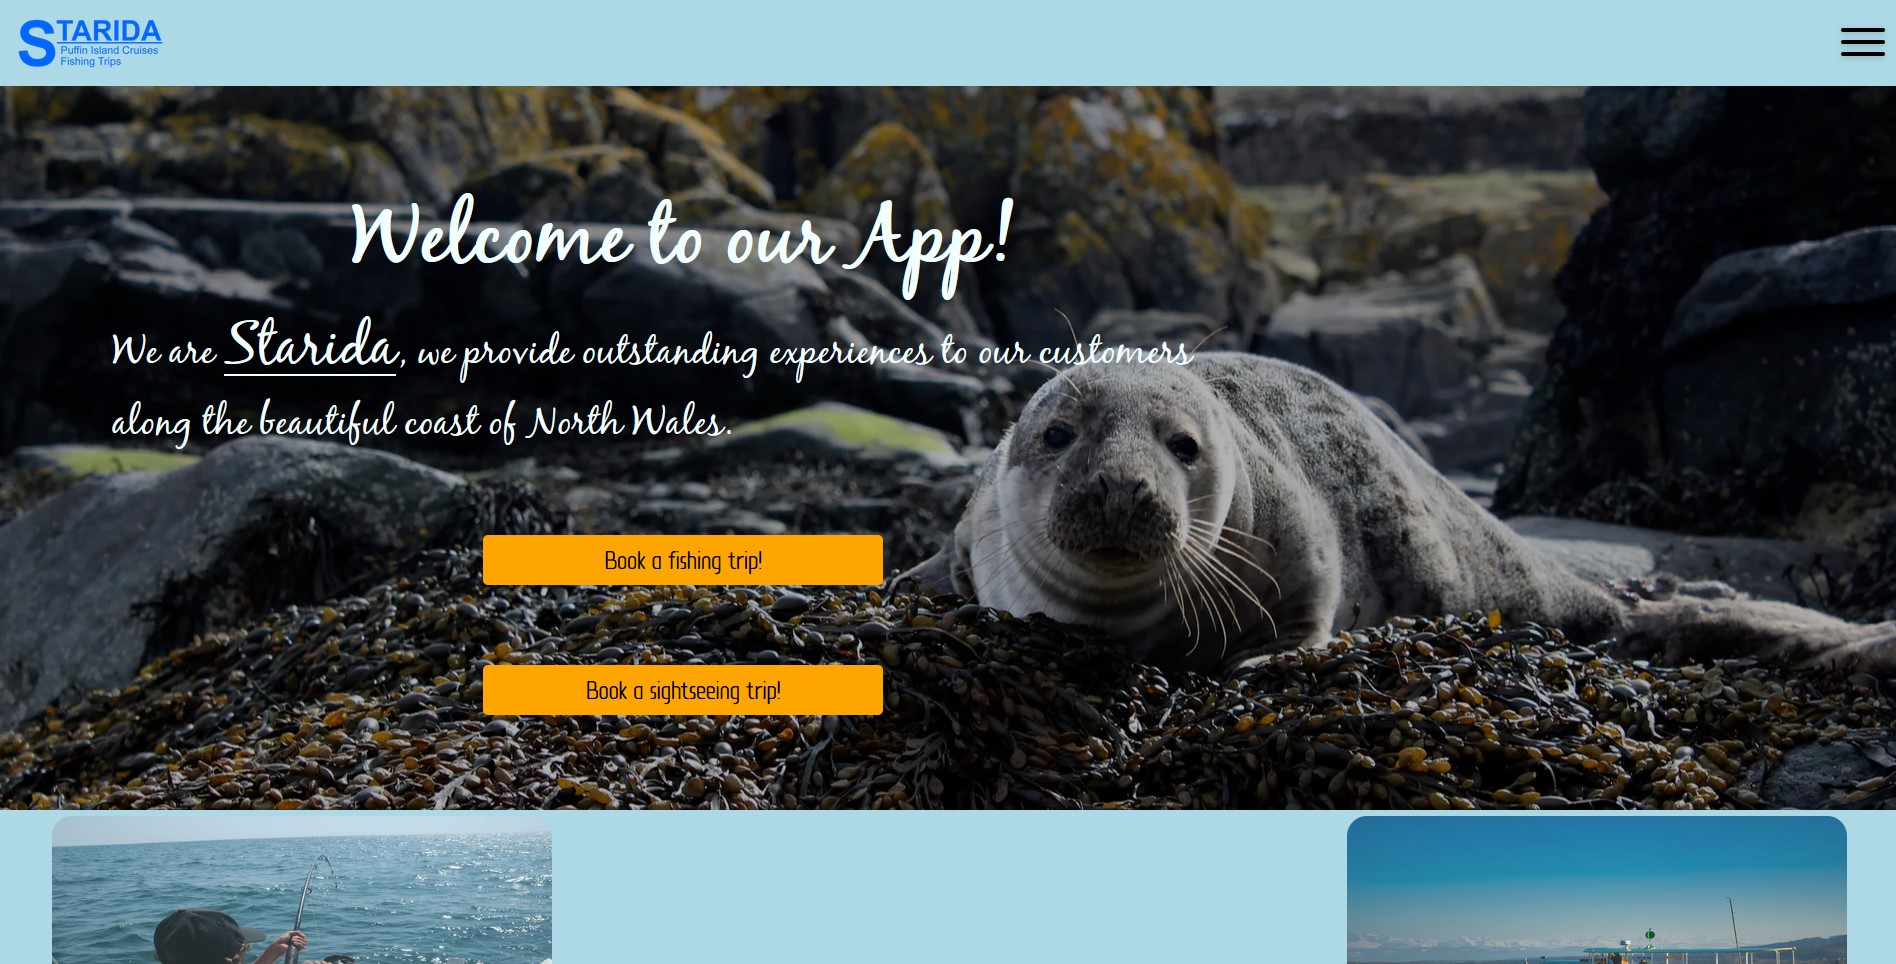 STARIDA
Puffin Island Cruises
Fishing Trips
Welcome to our App!
We are Starida, we provide outstanding experiences to our customers
along the beautiful coast of North Wales.
Book a fishing trip!
Book a sightseeing trip!